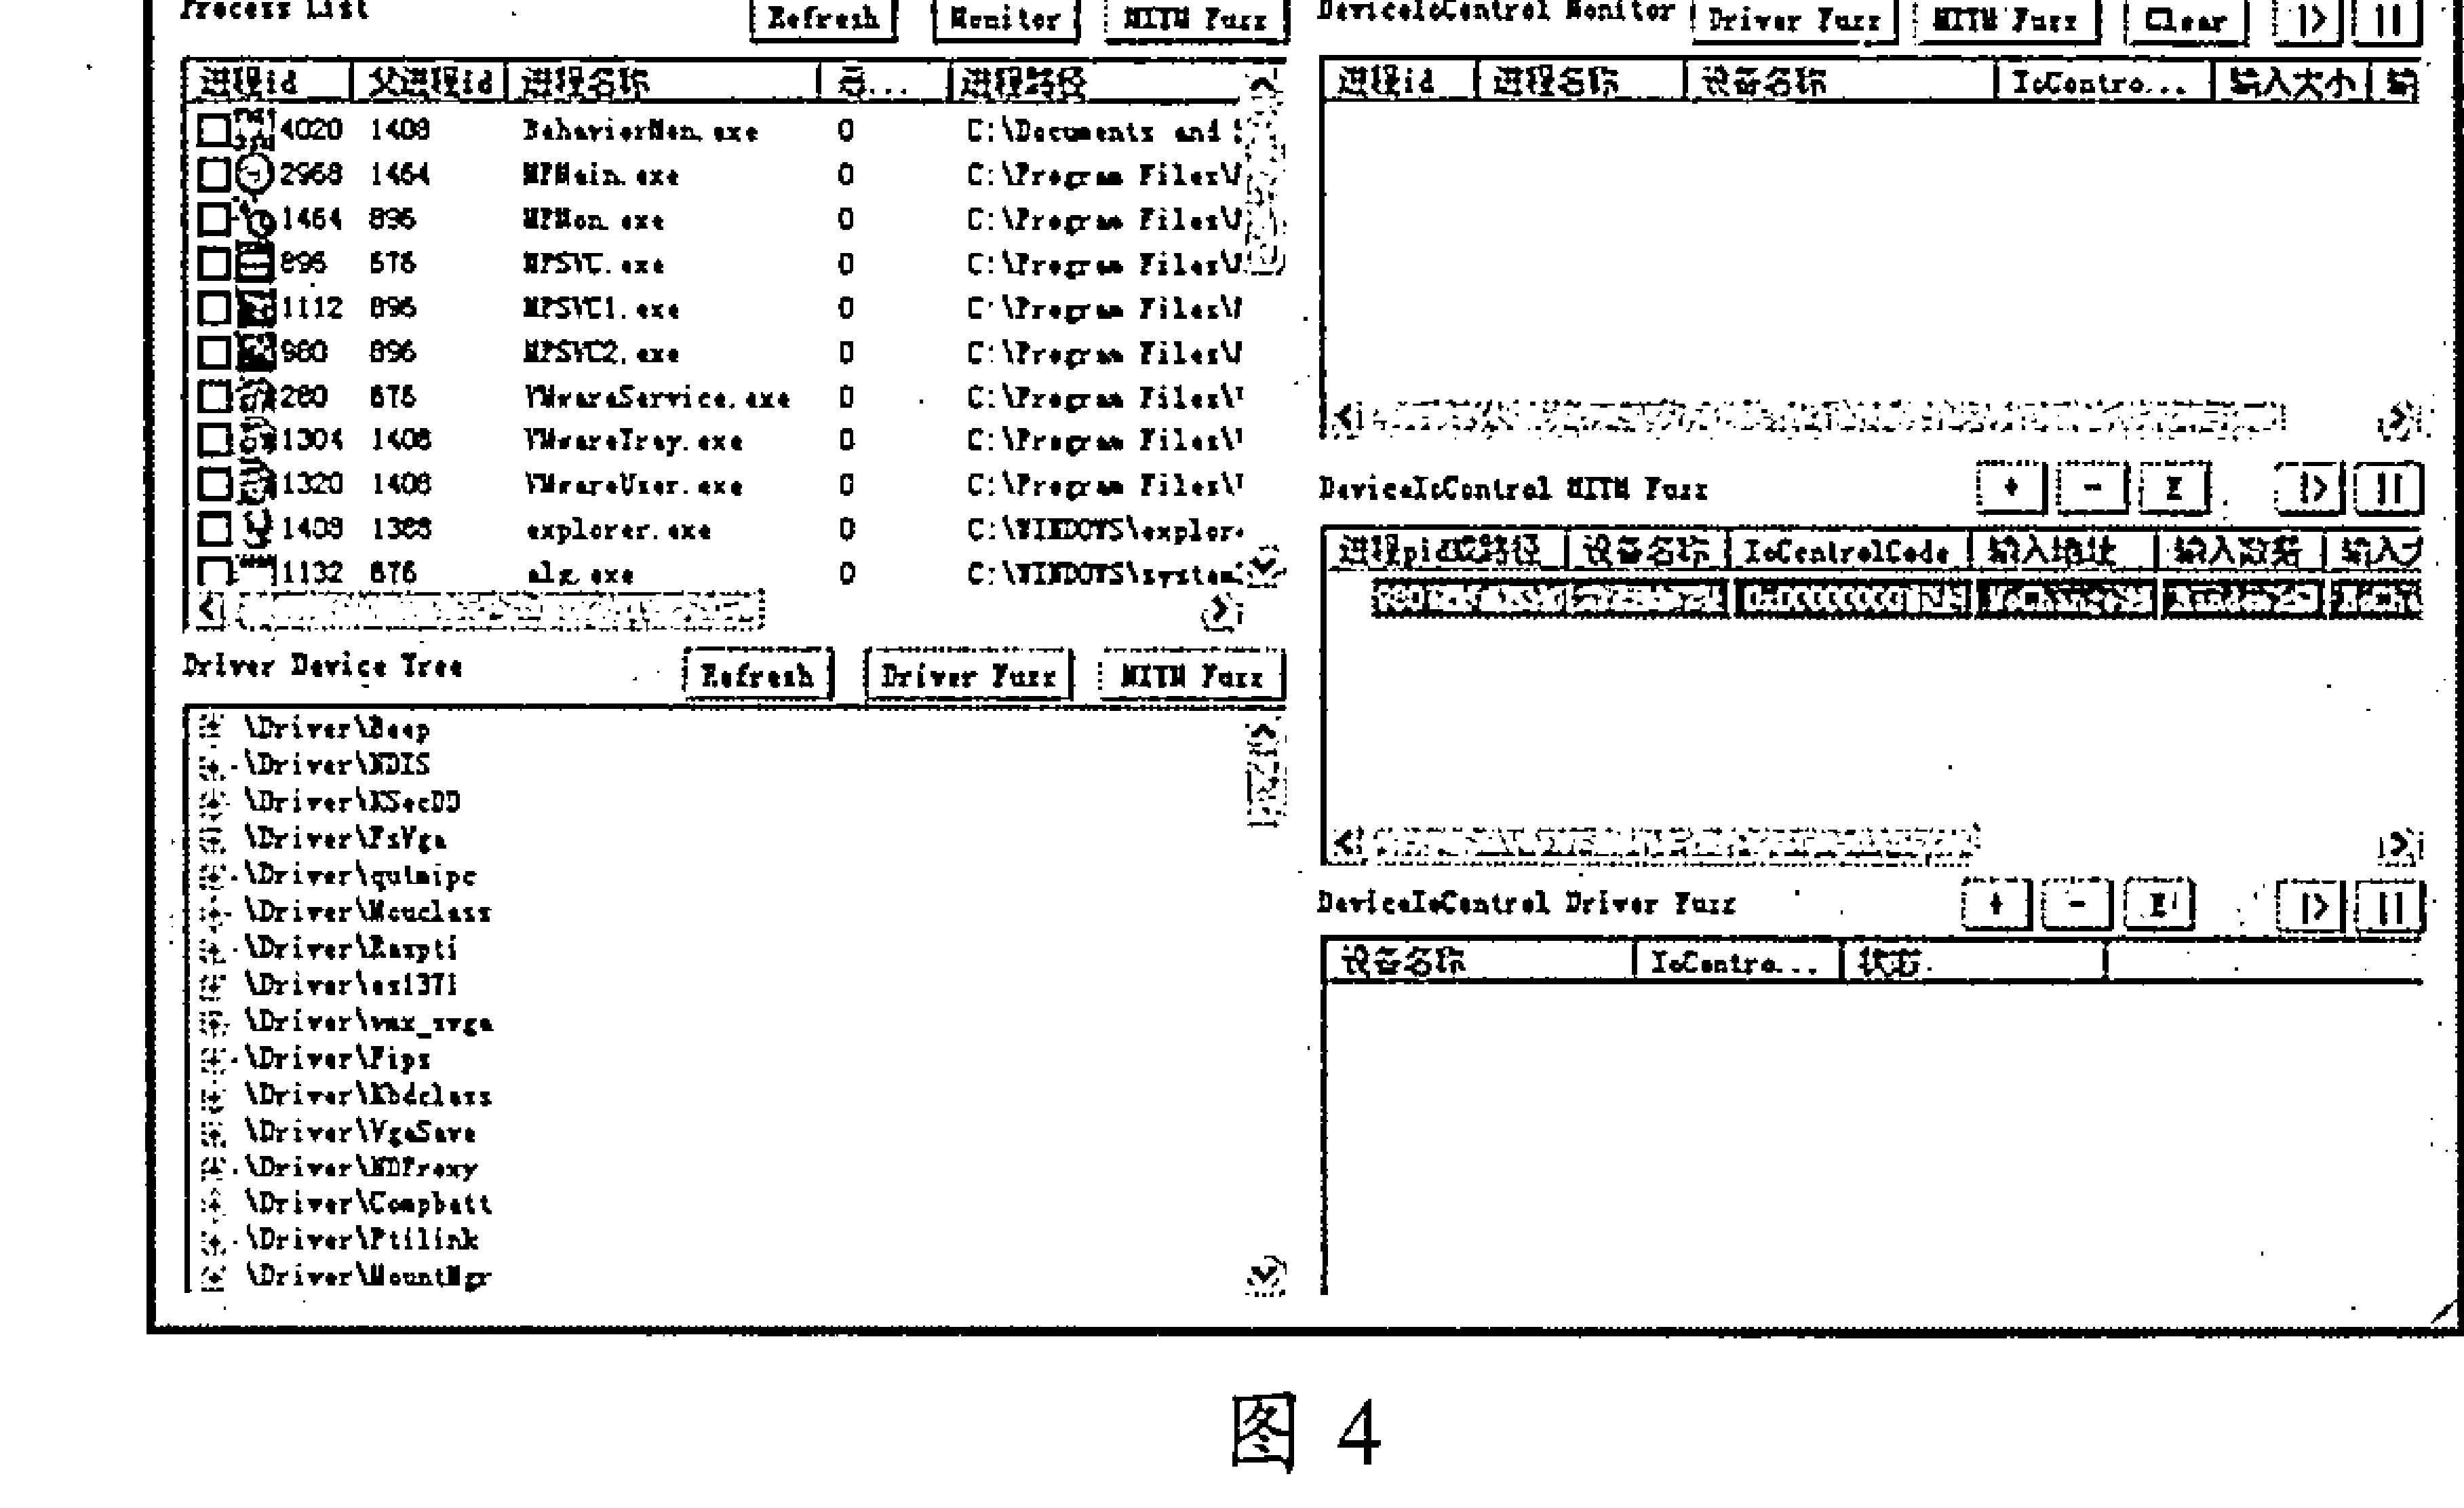 Process List Refresh Monitor MITM Fuzz
进程id 父进程id 进程名称 进程路径
4020 1408 BehaviorMon.exe 0 C:\Documents and
2968 1464 MPMain.exe 0 C:\Program Files\
1464 896 MPMon.exe 0 C:\Program Files\
896 676 MPSVC.exe 0 C:\Program Files\
1112 896 MPSVC1.exe 0 C:\Program Files\
980 896 MPSVC2.exe 0 C:\Program Files\
280 676 VMwareService.exe 0 C:\Program Files\
1304 1408 VMwareTray.exe 0 C:\Program Files\
1320 1408 VMwareUser.exe 0 C:\Program Files\
1408 1388 explorer.exe 0 C:\WINDOWS\explor
1132 676 alg.exe 0 C:\WINDOWS\system
Driver Device Tree Refresh Driver Fuzz MITM Fuzz
\Driver\Beep
\Driver\NDIS
\Driver\KSecDD
\Driver\FsVga
\Driver\qutmipc
\Driver\Mouclass
\Driver\Raspti
\Driver\es1371
\Driver\vmx_svga
\Driver\Fips
\Driver\Kbdclass
\Driver\VgaSave
\Driver\NDProxy
\Driver\Compbatt
\Driver\Ptilink
\Driver\MountMgr
DeviceIoControl Monitor Driver Fuzz MITM Fuzz Clear |> ||
进程id 进程名称 设备名称 IoContro... 输入大小 输
DeviceIoControl MITM Fuzz + - E |> ||
进程pid或路径 设备名称 IoControlCode 输入地址 输入数据 输入
DeviceIoControl Driver Fuzz + - E |> ||
设备名称 IoContro... 状态
图 4